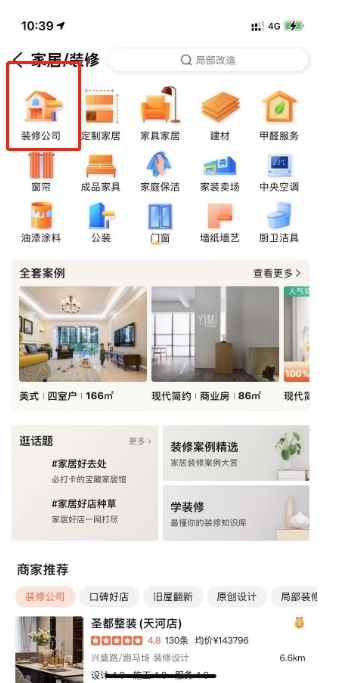 10:39
4G
家居/装修
局部改造
装修公司 定制家居 家具家居 建材 甲醛服务
窗帘 成品家具 家庭保洁 家装卖场 中央空调
油漆涂料 公装 门窗 墙纸墙艺 厨卫洁具
全套案例 查看更多 >
YIMI
人气
100%
美式 | 四室户 | 166㎡ 现代简约 | 商业房 | 86㎡ 现代简
逛话题 更多 >
#家居好去处
必打卡的宝藏家居馆
#家居好店种草
家居好店一网打尽
装修案例精选
家居装修案例大赏
学装修
最懂你的装修知识库
商家推荐
装修公司 口碑好店 旧屋翻新 原创设计 局部装修
圣都整装 (天河店)
4.8 130条 均价¥143796
兴盛路/跑马场 装修设计 6.6km